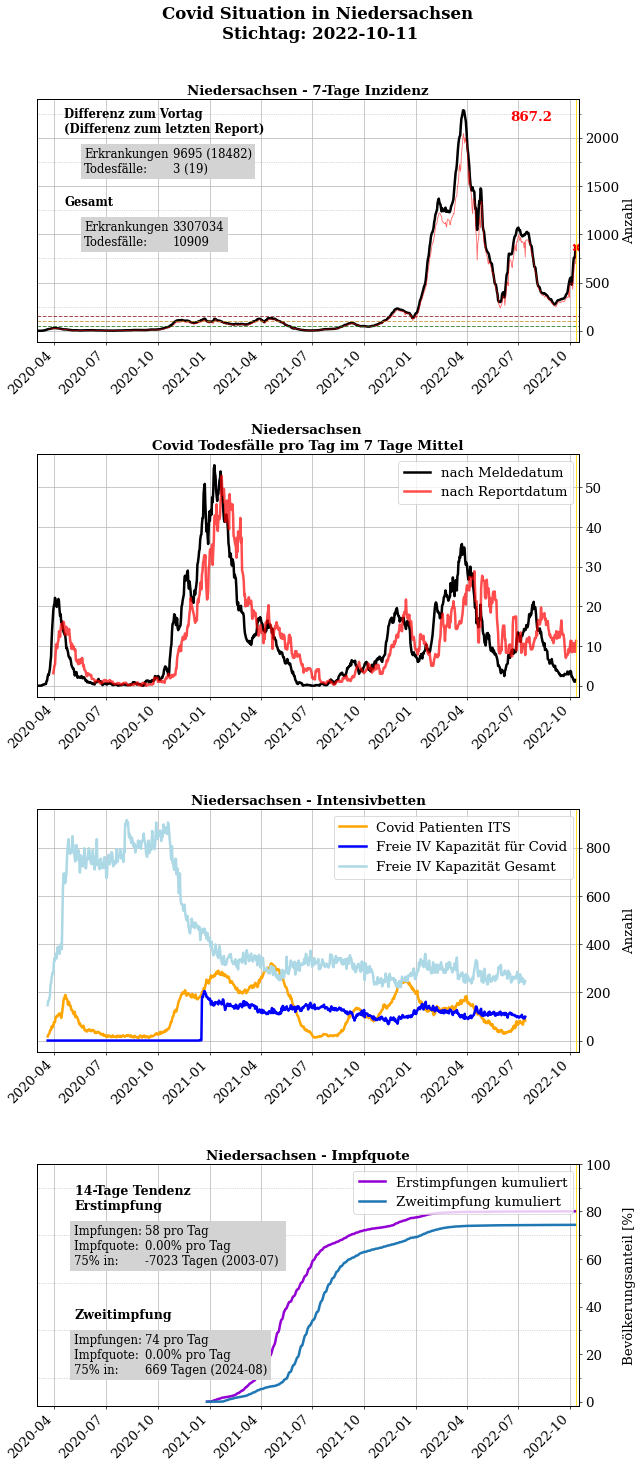 Covid Situation in Niedersachsen
Stichtag: 2022-10-11
Niedersachsen - 7-Tage Inzidenz
Differenz zum Vortag
(Differenz zum letzten Report)
Erkrankungen 9695 (18482)
Todesfälle: 3 (19)
Gesamt
Erkrankungen 3307034
Todesfälle: 10909
867.2
2000
1500
1000
500
0
Anzahl
2020-04 2020-07 2020-10 2021-01 2021-04 2021-07 2021-10 2022-01 2022-04 2022-07 2022-10
Niedersachsen
Covid Todesfälle pro Tag im 7 Tage Mittel
nach Meldedatum
nach Reportdatum
50
40
30
20
10
0
2020-04 2020-07 2020-10 2021-01 2021-04 2021-07 2021-10 2022-01 2022-04 2022-07 2022-10
Niedersachsen - Intensivbetten
Covid Patienten ITS
Freie IV Kapazität für Covid
Freie IV Kapazität Gesamt
800
600
400
200
0
Anzahl
2020-04 2020-07 2020-10 2021-01 2021-04 2021-07 2021-10 2022-01 2022-04 2022-07 2022-10
Niedersachsen - Impfquote
14-Tage Tendenz
Erstimpfung
Impfungen: 58 pro Tag
Impfquote: 0.00% pro Tag
75% in: -7023 Tagen (2003-07)
Zweitimpfung
Impfungen: 74 pro Tag
Impfquote: 0.00% pro Tag
75% in: 669 Tagen (2024-08)
Erstimpfungen kumuliert
Zweitimpfung kumuliert
100
80
60
40
20
0
Bevölkerungsanteil [%]
2020-04 2020-07 2020-10 2021-01 2021-04 2021-07 2021-10 2022-01 2022-04 2022-07 2022-10